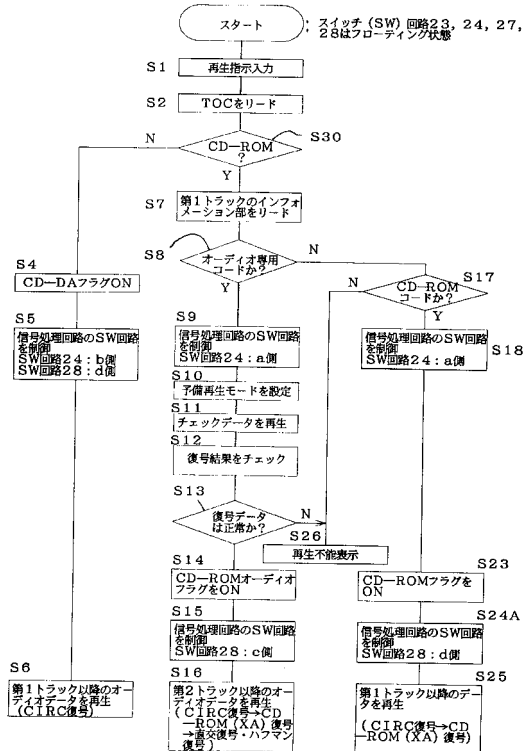 スタート
: スイッチ (SW) 回路23, 24, 27,
: 28はフローティング状態
S1
再生指示入力
S2
TOCをリード
S30
CD—ROM
?
N
Y
S7
第1トラックのインフォ
メーション部をリード
S8
オーディオ専用
コードか?
N
Y
S4
CD—DAフラグON
S5
信号処理回路のSW回路
を制御
SW回路24:b側
SW回路28:d側
S17
CD-ROM
コードか?
N
Y
S9
信号処理回路のSW回路
を制御
SW回路24:a側
S18
信号処理回路のSW回路
を制御
SW回路24:a側
S10
予備再生モードを設定
S11
チェックデータを再生
S12
復号結果をチェック
S13
復号データ
は正常か?
N
Y
S26
再生不能表示
S14
CD—ROMオーディオ
フラグをON
S23
CD—ROMフラグを
ON
S15
信号処理回路のSW回路
を制御
SW回路28:c側
S24A
信号処理回路のSW回路
を制御
SW回路28:d側
S6
第1トラック以降のオー
ディオデータを再生
(CIRC復号)
S16
第2トラック以降のオー
ディオデータを再生
(CIRC復号→CD
—ROM (XA) 復号
→直交復号・ハフマン
復号)
S25
第1トラック以降のデー
タを再生
(CIRC復号→CD
—ROM (XA) 復号)